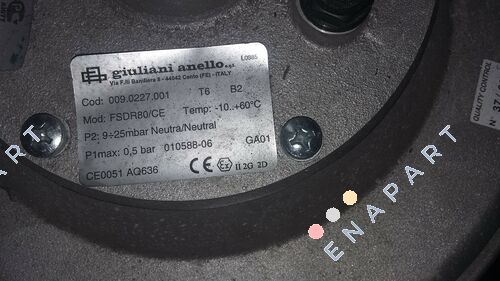 giuliani anello s.r.l.
L0985
Via F.lli Bandiera 8 - 44042 Cento (FE) - ITALY
Cod: 009.0227.001 T6 B2
Mod: FSDR80/CE Temp: -10..+60°C
P2: 9÷25mbar Neutra/Neutral
P1max: 0,5 bar 010588-06 GA01
CE0051 AQ636 CE Ex II 2G 2D
QUALITY CONTROL
N°
ENAPART
ENAPART